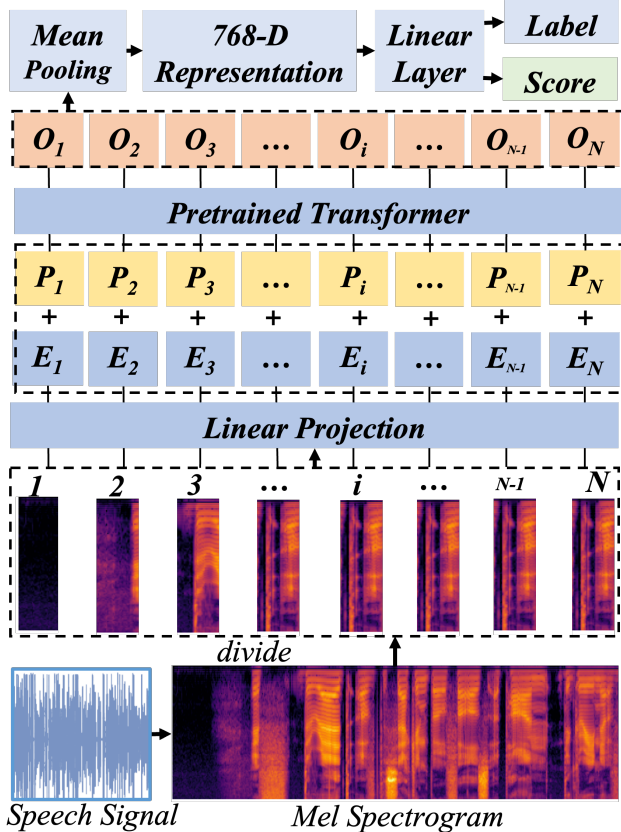 Mean Pooling
768-D Representation
Linear Layer
Label
Score
O1 O2 O3 ... Oi ... ON-1 ON
Pretrained Transformer
P1 P2 P3 ... Pi ... PN-1 PN
+ + + + + + + +
E1 E2 E3 ... Ei ... EN-1 EN
Linear Projection
1 2 3 ... i ... N-1 N
divide
Speech Signal
Mel Spectrogram